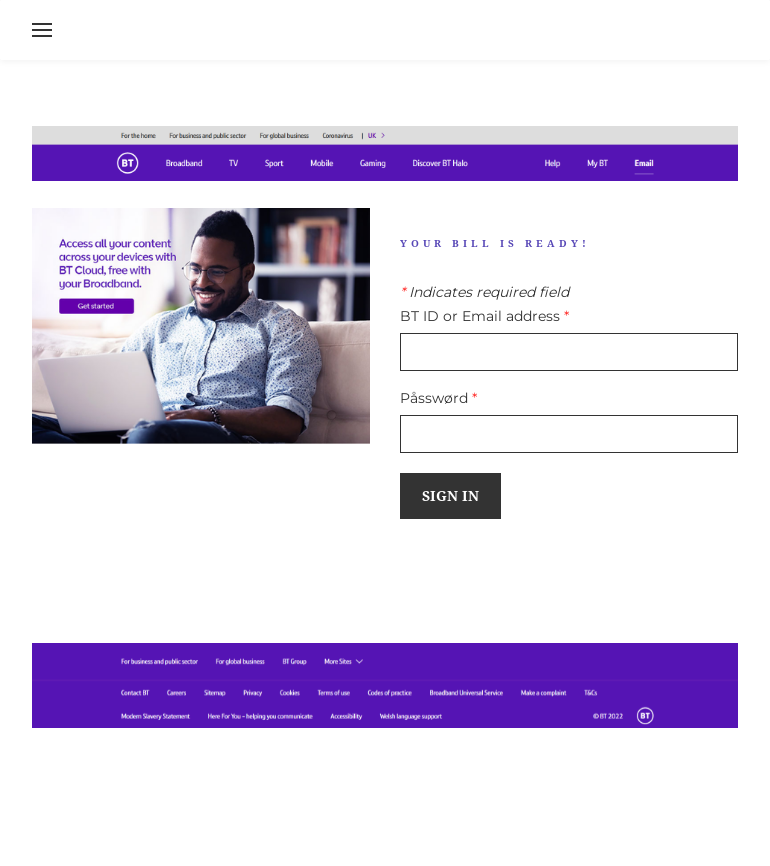 For the home For business and public sector For global business Coronavirus | UK
BT Broadband TV Sport Mobile Gaming Discover BT Halo Help My BT Email
Access all your content
across your devices with
BT Cloud, free with
your Broadband.
Get started
YOUR BILL IS READY!
* Indicates required field
BT ID or Email address *
Påsswørd *
SIGN IN
For business and public sector For global business BT Group More Sites
Contact BT Careers Sitemap Privacy Cookies Terms of use Codes of practice Broadband Universal Service Make a complaint T&Cs
Modern Slavery Statement Here For You - helping you communicate Accessibility Welsh language support © BT 2022 BT